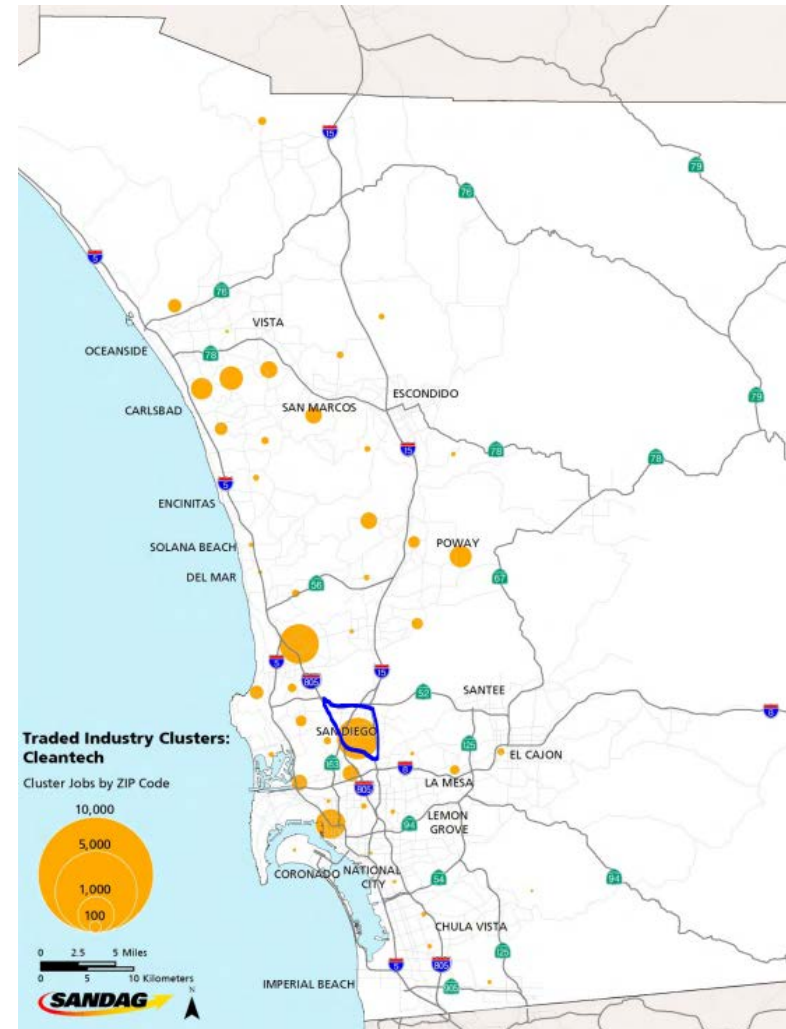 15
79
76
5
76
VISTA
OCEANSIDE
78
79
ESCONDIDO
CARLSBAD
SAN MARCOS
15
78
78
5
ENCINITAS
SOLANA BEACH
POWAY
DEL MAR
56
67
5
15
805
52
SANTEE
8
SAN DIEGO
125
EL CAJON
163
8
LA MESA
805
LEMON
GROVE
94
CORONADO
NATIONAL
CITY
54
94
CHULA VISTA
125
5
805
IMPERIAL BEACH
905
Traded Industry Clusters:
Cleantech
Cluster Jobs by ZIP Code
10,000
5,000
1,000
100
0 2.5 5 Miles
0 5 10 Kilometers
SANDAG
N